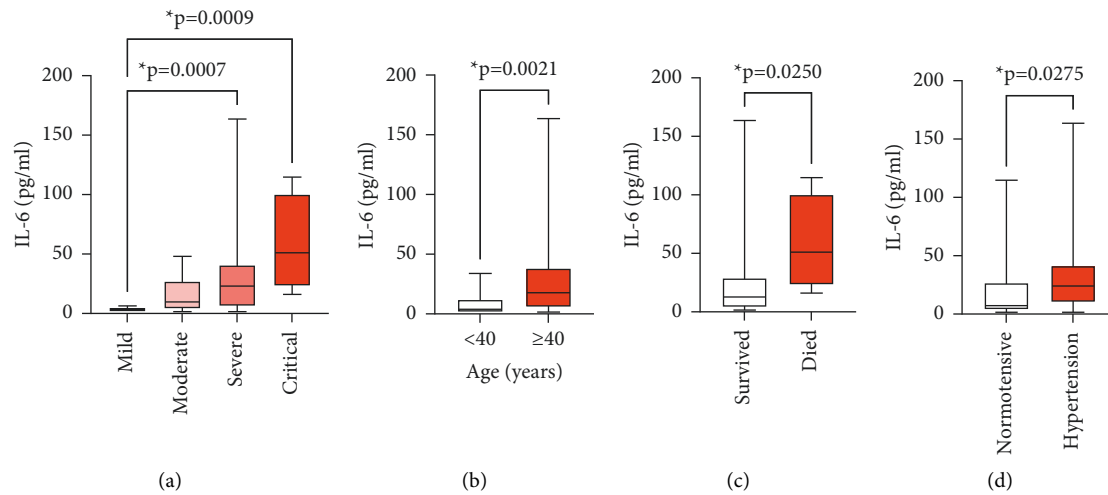 *p=0.0009
*p=0.0007
200
150
100
50
0
IL-6 (pg/ml)
Mild
Moderate
Severe
Critical
(a)
*p=0.0021
200
150
100
50
0
IL-6 (pg/ml)
<40
≥40
Age (years)
(b)
*p=0.0250
200
150
100
50
0
IL-6 (pg/ml)
Survived
Died
(c)
*p=0.0275
200
150
100
50
0
IL-6 (pg/ml)
Normotensive
Hypertension
(d)